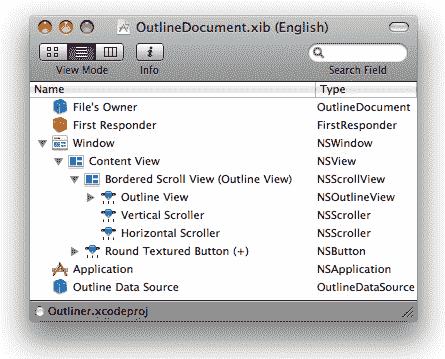 OutlineDocument.xib (English)
View Mode Info Search Field
Name Type
File's Owner OutlineDocument
First Responder FirstResponder
Window NSWindow
Content View NSView
Bordered Scroll View (Outline View) NSScrollView
Outline View NSOutlineView
Vertical Scroller NSScroller
Horizontal Scroller NSScroller
Round Textured Button (+) NSButton
Application NSApplication
Outline Data Source OutlineDataSource
Outliner.xcodeproj